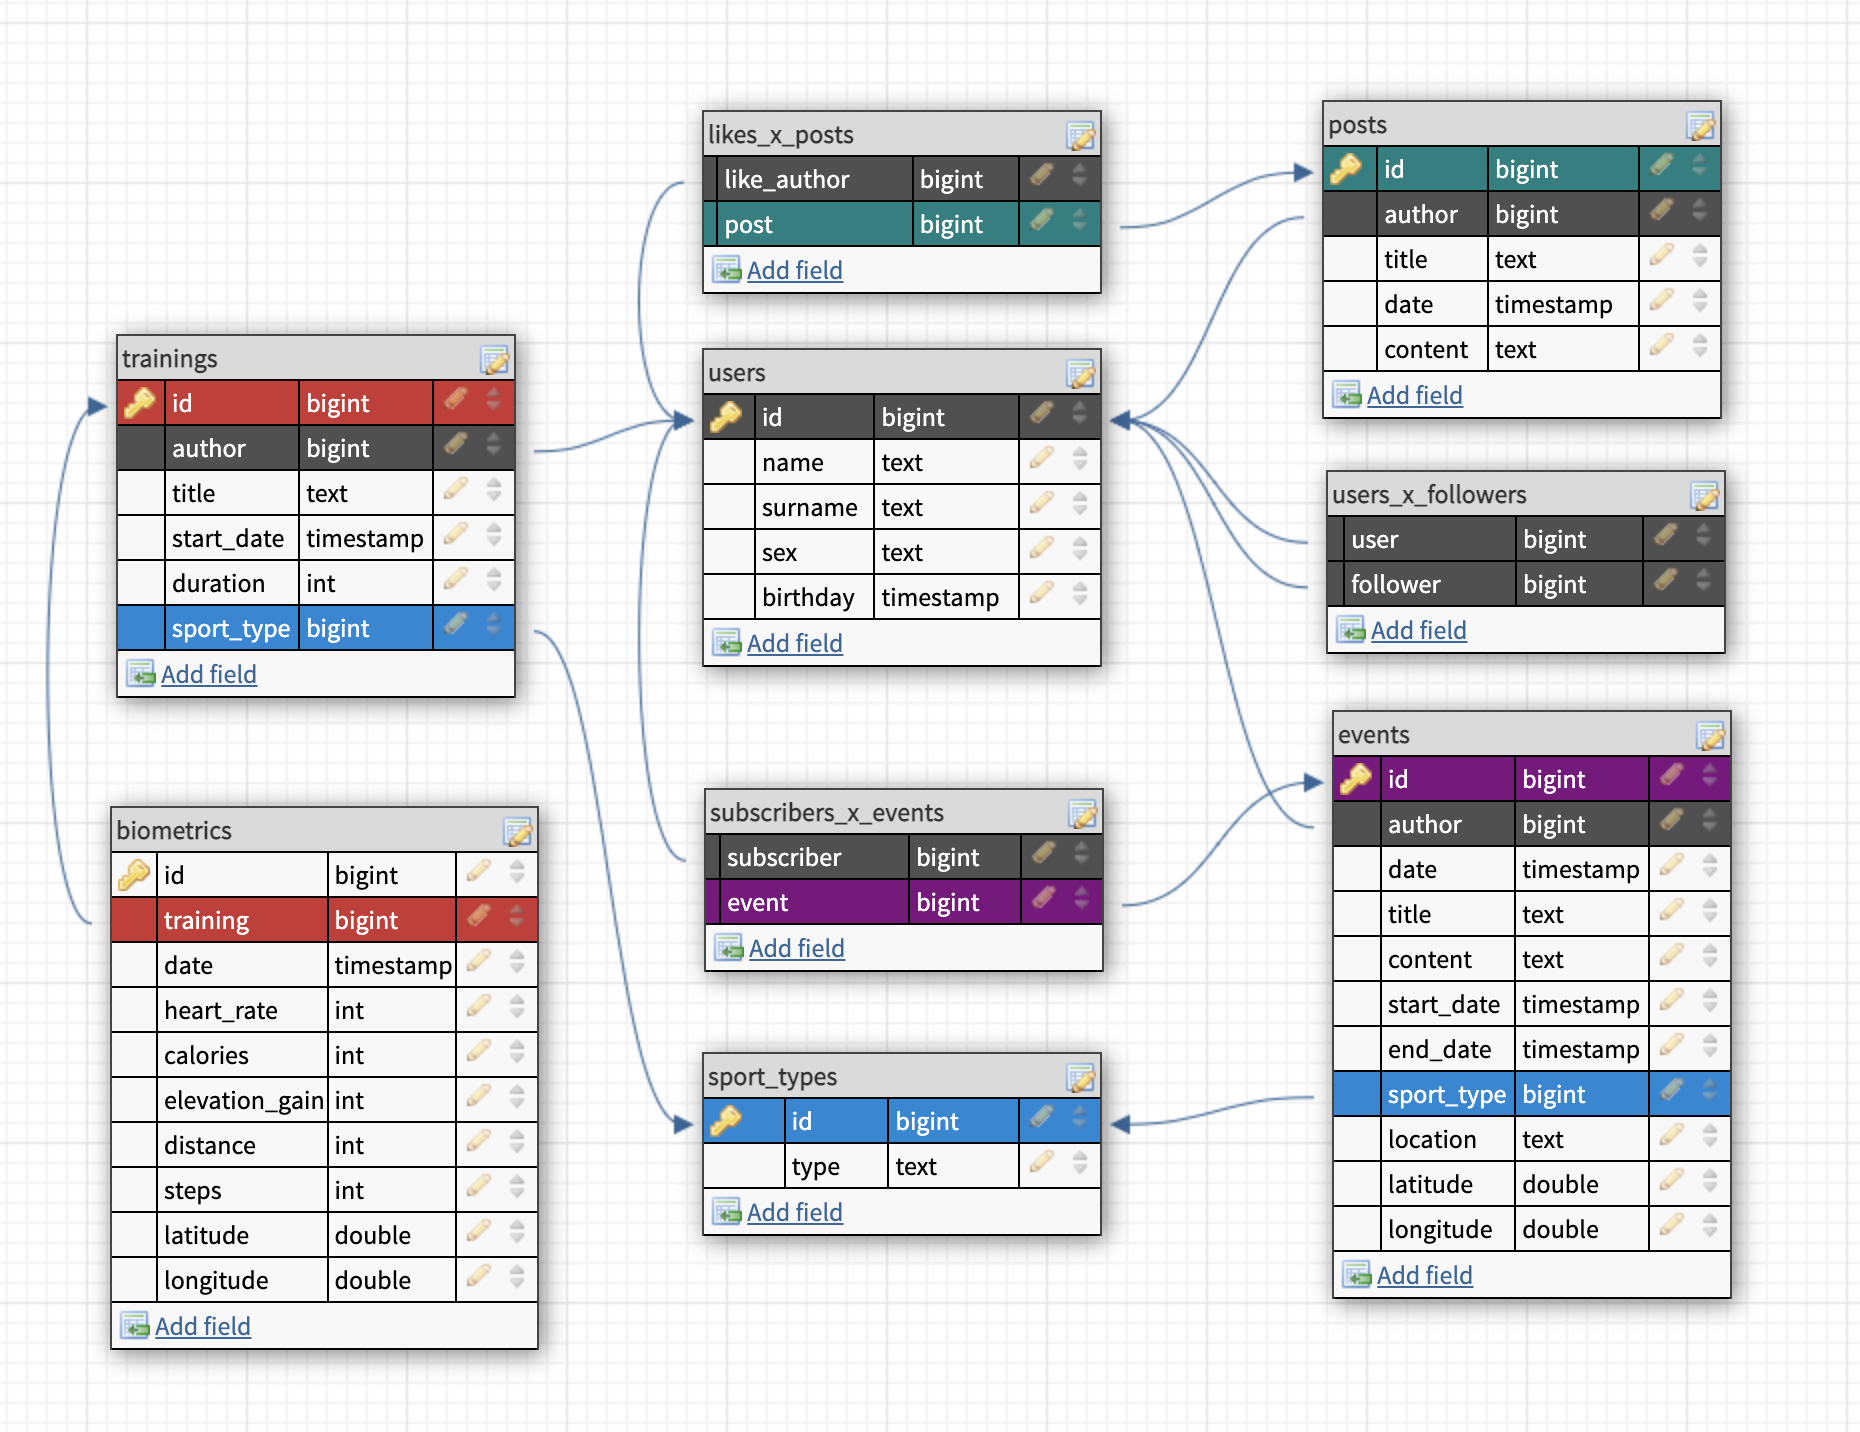 likes_x_posts
like_author bigint
post bigint
Add field
posts
id bigint
author bigint
title text
date timestamp
content text
Add field
trainings
id bigint
author bigint
title text
start_date timestamp
duration int
sport_type bigint
Add field
users
id bigint
name text
surname text
sex text
birthday timestamp
Add field
users_x_followers
user bigint
follower bigint
Add field
biometrics
id bigint
training bigint
date timestamp
heart_rate int
calories int
elevation_gain int
distance int
steps int
latitude double
longitude double
Add field
subscribers_x_events
subscriber bigint
event bigint
Add field
sport_types
id bigint
type text
Add field
events
id bigint
author bigint
date timestamp
title text
content text
start_date timestamp
end_date timestamp
sport_type bigint
location text
latitude double
longitude double
Add field